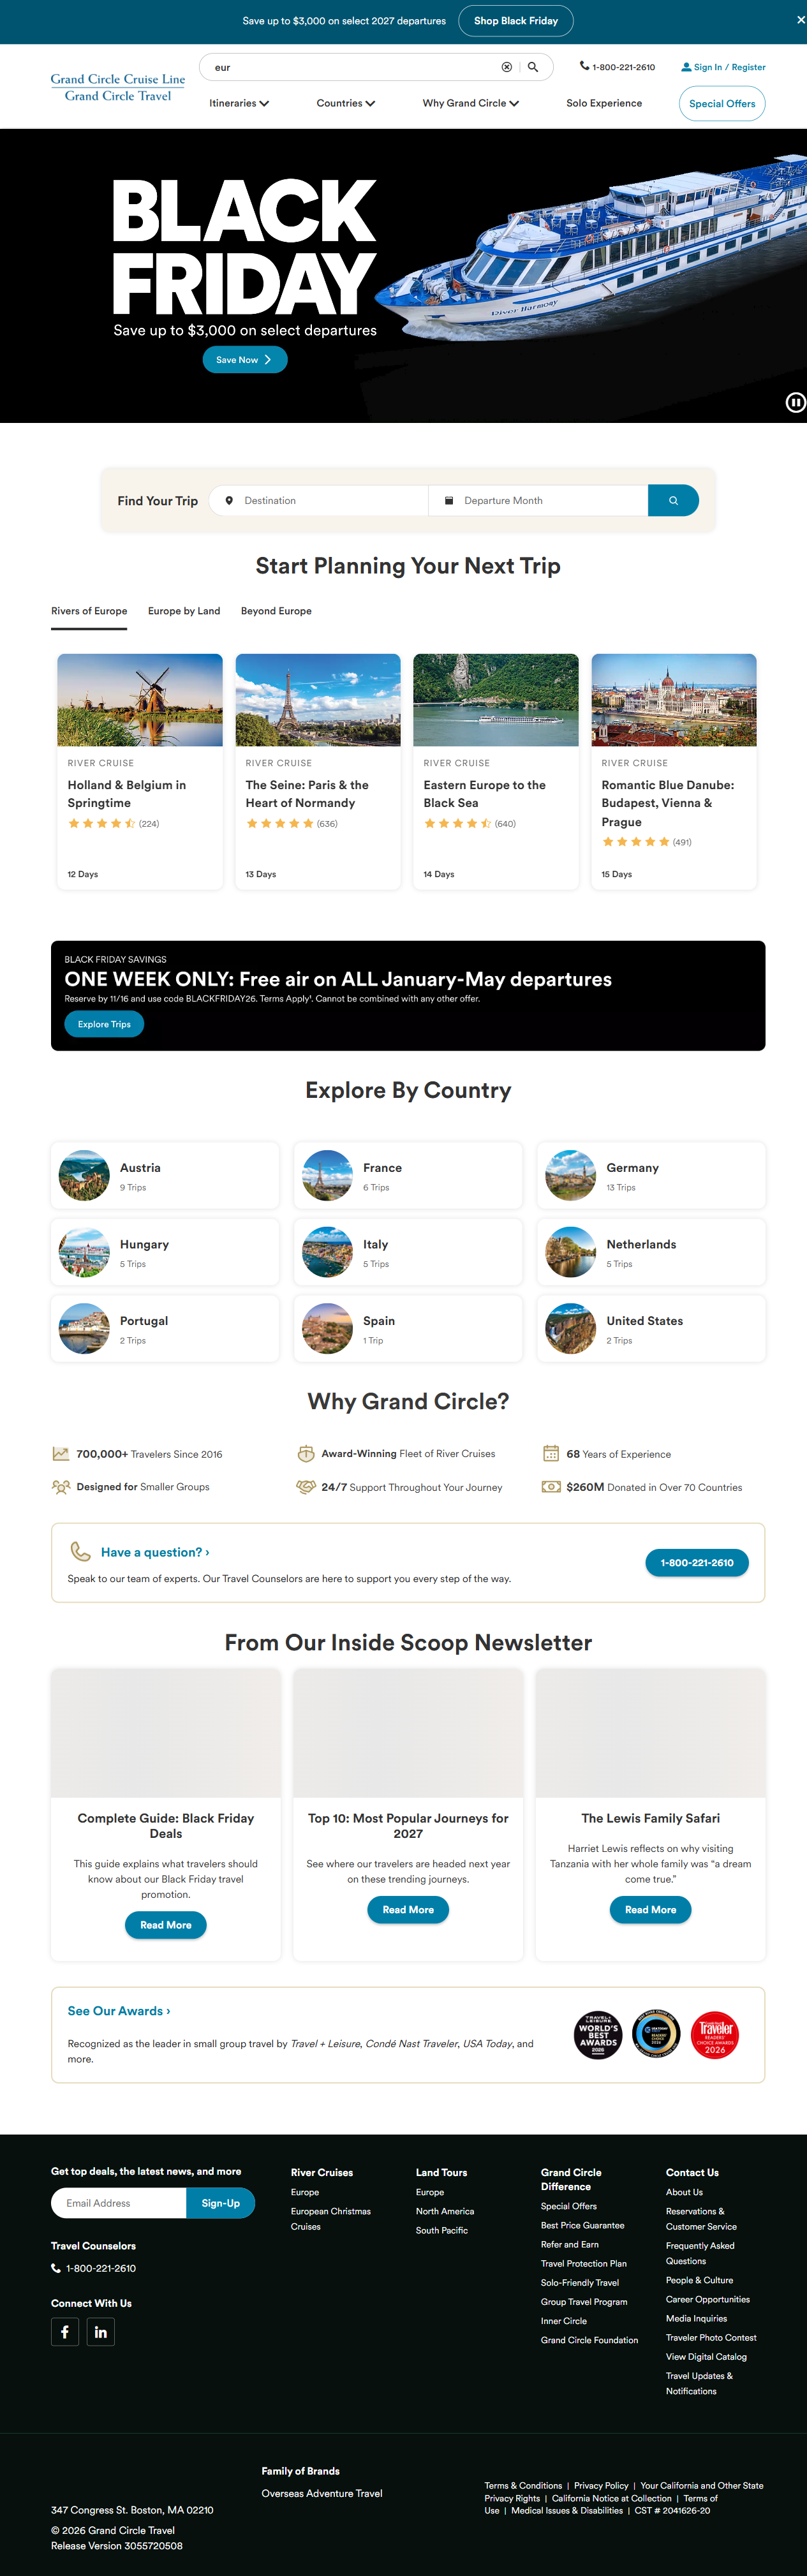 Save up to $3,000 on select 2027 departures
Shop Black Friday
Grand Circle Cruise Line
Grand Circle Travel
eur
1-800-221-2610
Sign In / Register
Itineraries
Countries
Why Grand Circle
Solo Experience
Special Offers
BLACK
FRIDAY
Save up to $3,000 on select departures
Save Now
River Harmony
Find Your Trip
Destination
Departure Month
Start Planning Your Next Trip
Rivers of Europe
Europe by Land
Beyond Europe
RIVER CRUISE
Holland & Belgium in
Springtime
(224)
12 Days
RIVER CRUISE
The Seine: Paris & the
Heart of Normandy
(636)
13 Days
RIVER CRUISE
Eastern Europe to the
Black Sea
(640)
14 Days
RIVER CRUISE
Romantic Blue Danube:
Budapest, Vienna &
Prague
(491)
15 Days
BLACK FRIDAY SAVINGS
ONE WEEK ONLY: Free air on ALL January-May departures
Reserve by 11/16 and use code BLACKFRIDAY26. Terms Apply¹. Cannot be combined with any other offer.
Explore Trips
Explore By Country
Austria
9 Trips
France
6 Trips
Germany
13 Trips
Hungary
5 Trips
Italy
5 Trips
Netherlands
5 Trips
Portugal
2 Trips
Spain
1 Trip
United States
2 Trips
Why Grand Circle?
700,000+ Travelers Since 2016
Award-Winning Fleet of River Cruises
68 Years of Experience
Designed for Smaller Groups
24/7 Support Throughout Your Journey
$260M Donated in Over 70 Countries
Have a question? ›
Speak to our team of experts. Our Travel Counselors are here to support you every step of the way.
1-800-221-2610
From Our Inside Scoop Newsletter
Complete Guide: Black Friday
Deals
This guide explains what travelers should
know about our Black Friday travel
promotion.
Read More
Top 10: Most Popular Journeys for
2027
See where our travelers are headed next year
on these trending journeys.
Read More
The Lewis Family Safari
Harriet Lewis reflects on why visiting
Tanzania with her whole family was "a dream
come true."
Read More
See Our Awards ›
Recognized as the leader in small group travel by Travel + Leisure, Condé Nast Traveler, USA Today, and
more.
TRAVEL+
LEISURE
WORLD'S
BEST
AWARDS
2026
USA TODAY
Traveler
READERS'
CHOICE AWARDS
2026
Get top deals, the latest news, and more
Email Address
Sign-Up
Travel Counselors
1-800-221-2610
Connect With Us
River Cruises
Europe
European Christmas
Cruises
Land Tours
Europe
North America
South Pacific
Grand Circle
Difference
Special Offers
Best Price Guarantee
Refer and Earn
Travel Protection Plan
Solo-Friendly Travel
Group Travel Program
Inner Circle
Grand Circle Foundation
Contact Us
About Us
Reservations &
Customer Service
Frequently Asked
Questions
People & Culture
Career Opportunities
Media Inquiries
Traveler Photo Contest
View Digital Catalog
Travel Updates &
Notifications
Family of Brands
Overseas Adventure Travel
347 Congress St. Boston, MA 02210
© 2026 Grand Circle Travel
Release Version 3055720508
Terms & Conditions | Privacy Policy | Your California and Other State
Privacy Rights | California Notice at Collection | Terms of
Use | Medical Issues & Disabilities | CST # 2041626-20